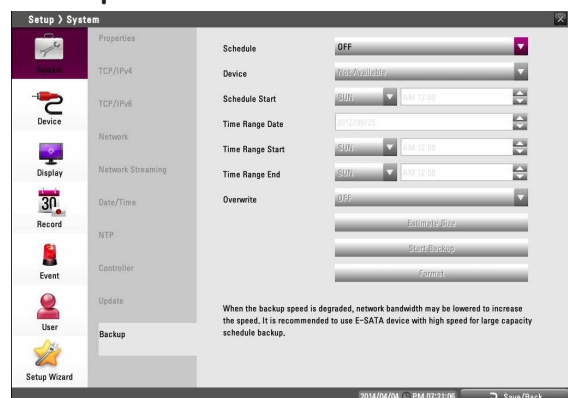 Setup > System
System
Device
Display
Record
Event
User
Setup Wizard
Properties
TCP/IPv4
TCP/IPv6
Network
Network Streaming
Date/Time
NTP
Controller
Update
Backup
Schedule OFF
Device Not Available
Schedule Start SUN AM 12:08
Time Range Date 2012/09/25
Time Range Start SUN AM 12:08
Time Range End SUN AM 12:08
Overwrite OFF
Estimate Size
Start Backup
Format
When the backup speed is degraded, network bandwidth may be lowered to increase
the speed. It is recommended to use E-SATA device with high speed for large capacity
schedule backup.
2014/04/04 PM 07:21:06 Save/Back